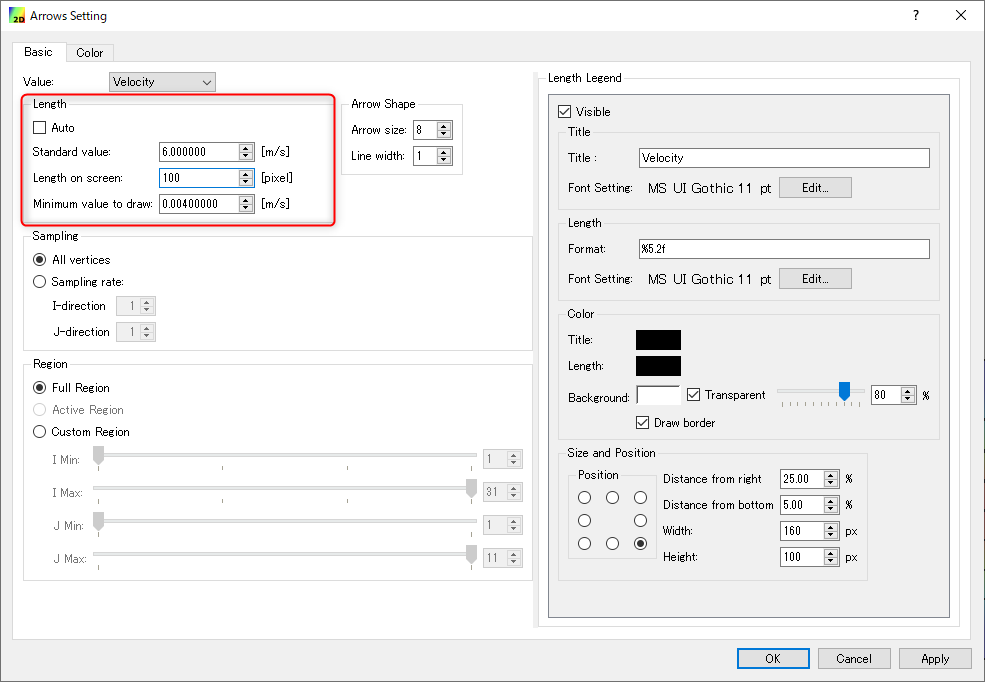 2D Arrows Setting ?
Basic Color
Value: Velocity
Length
Auto
Standard value: 6.000000 [m/s]
Length on screen: 100 [pixel]
Minimum value to draw: 0.00400000 [m/s]
Arrow Shape
Arrow size: 8
Line width: 1
Sampling
All vertices
Sampling rate:
I-direction 1
J-direction 1
Region
Full Region
Active Region
Custom Region
I Min: 1
I Max: 31
J Min: 1
J Max: 11
Length Legend
Visible
Title
Title : Velocity
Font Setting: MS UI Gothic 11 pt Edit...
Length
Format: %5.2f
Font Setting: MS UI Gothic 11 pt Edit...
Color
Title:
Length:
Background: Transparent 80 %
Draw border
Size and Position
Position
Distance from right 25.00 %
Distance from bottom 5.00 %
Width: 160 px
Height: 100 px
OK Cancel Apply